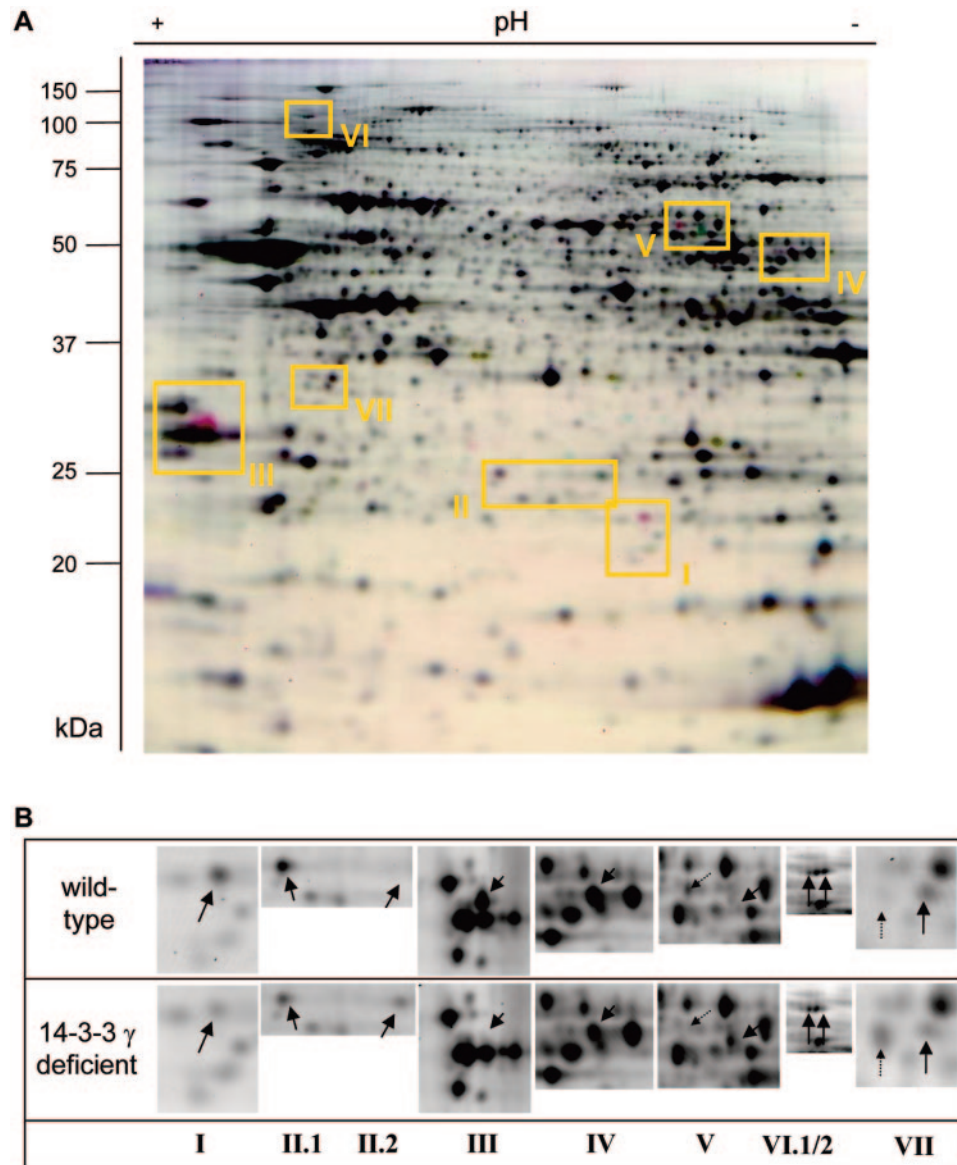 A
+ pH -
150
100
75
50
37
25
20
kDa
VI
V
IV
VII
III
II
I
B
wild-
type
14-3-3 γ
deficient
I II.1 II.2 III IV V VI.1/2 VII